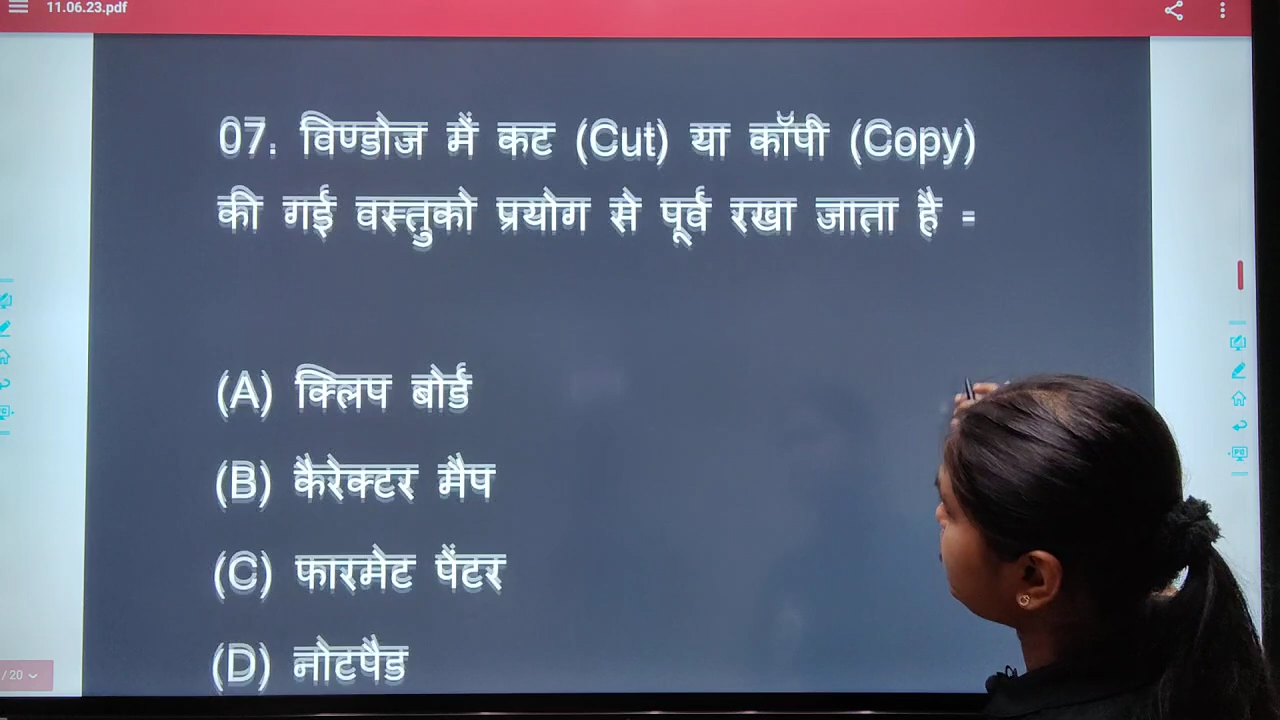 11.06.23.pdf
07. विण्डोज में कट (Cut) या कॉपी (Copy)
की गई वस्तुको प्रयोग से पूर्व रखा जाता है -
(A) क्लिप बोर्ड
(B) कैरेक्टर मैप
(C) फारमेट पेंटर
(D) नोटपैड
/ 20